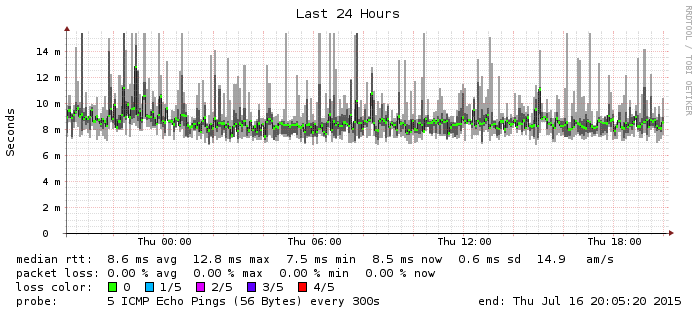 Last 24 Hours
RRDTOOL / TOBI OETIKER
Seconds
14 m
12 m
10 m
8 m
6 m
4 m
2 m
0
Thu 00:00 Thu 06:00 Thu 12:00 Thu 18:00
median rtt: 8.6 ms avg 12.8 ms max 7.5 ms min 8.5 ms now 0.6 ms sd 14.9 am/s
packet loss: 0.00 % avg 0.00 % max 0.00 % min 0.00 % now
loss color: 0 1/5 2/5 3/5 4/5
probe: 5 ICMP Echo Pings (56 Bytes) every 300s end: Thu Jul 16 20:05:20 2015